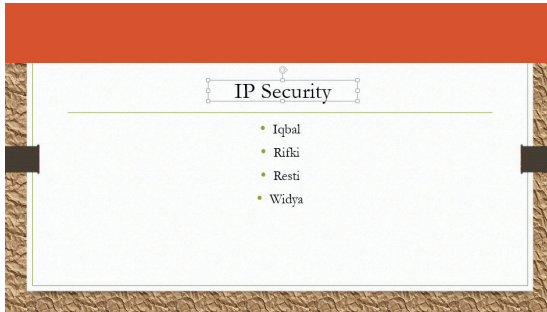 IP Security
• Iqbal
• Rifki
• Resti
• Widya